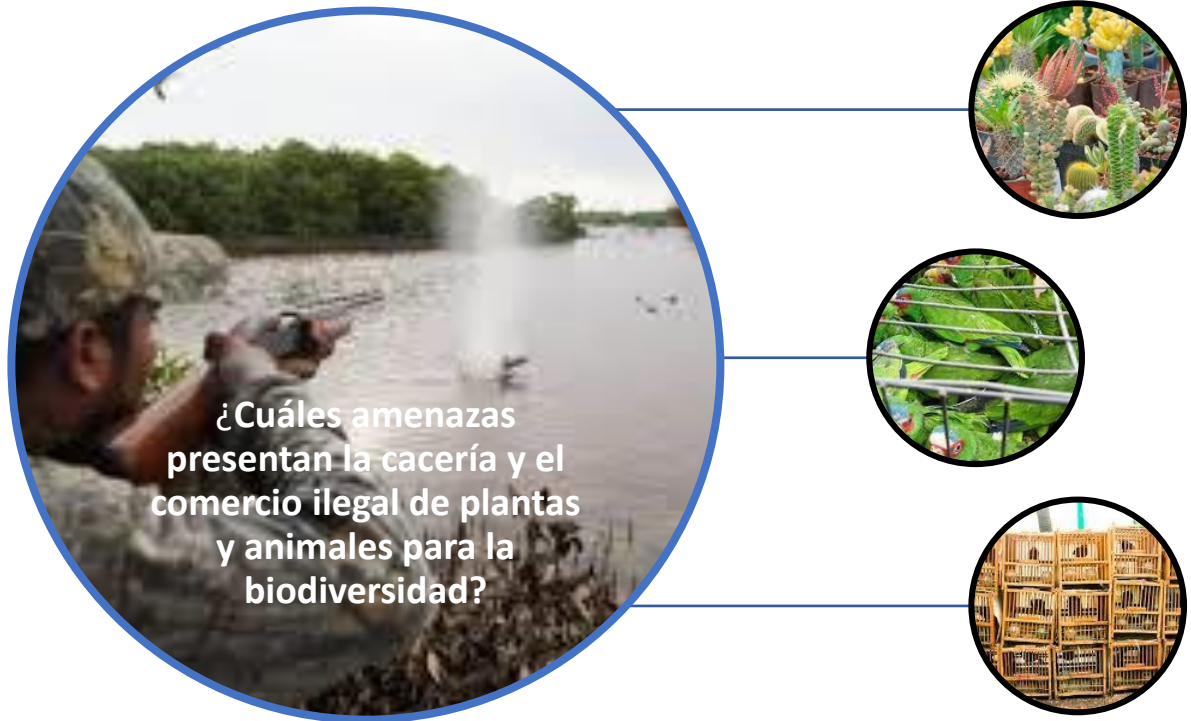 ¿Cuáles amenazas
presentan la cacería y el
comercio ilegal de plantas
y animales para la
biodiversidad?